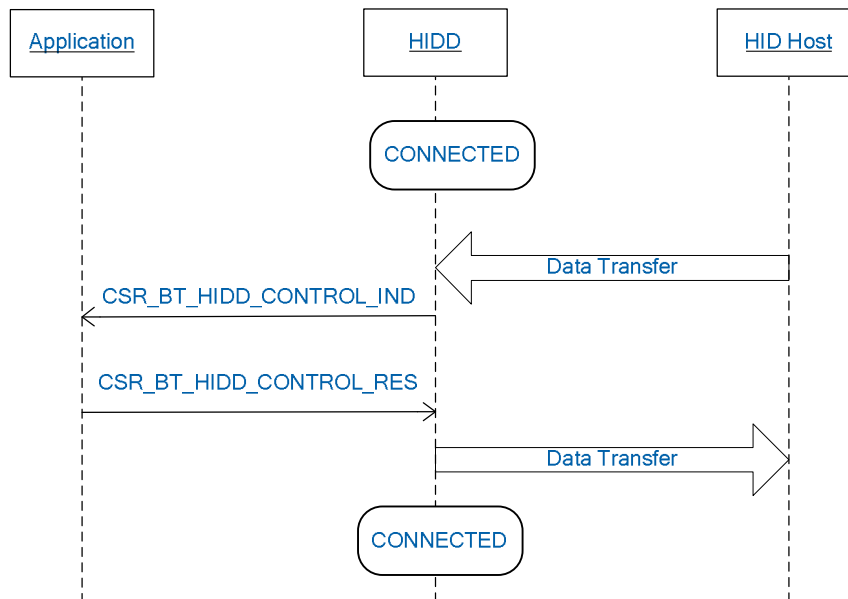 Application
HIDD
HID Host
CONNECTED
Data Transfer
CSR_BT_HIDD_CONTROL_IND
CSR_BT_HIDD_CONTROL_RES
Data Transfer
CONNECTED